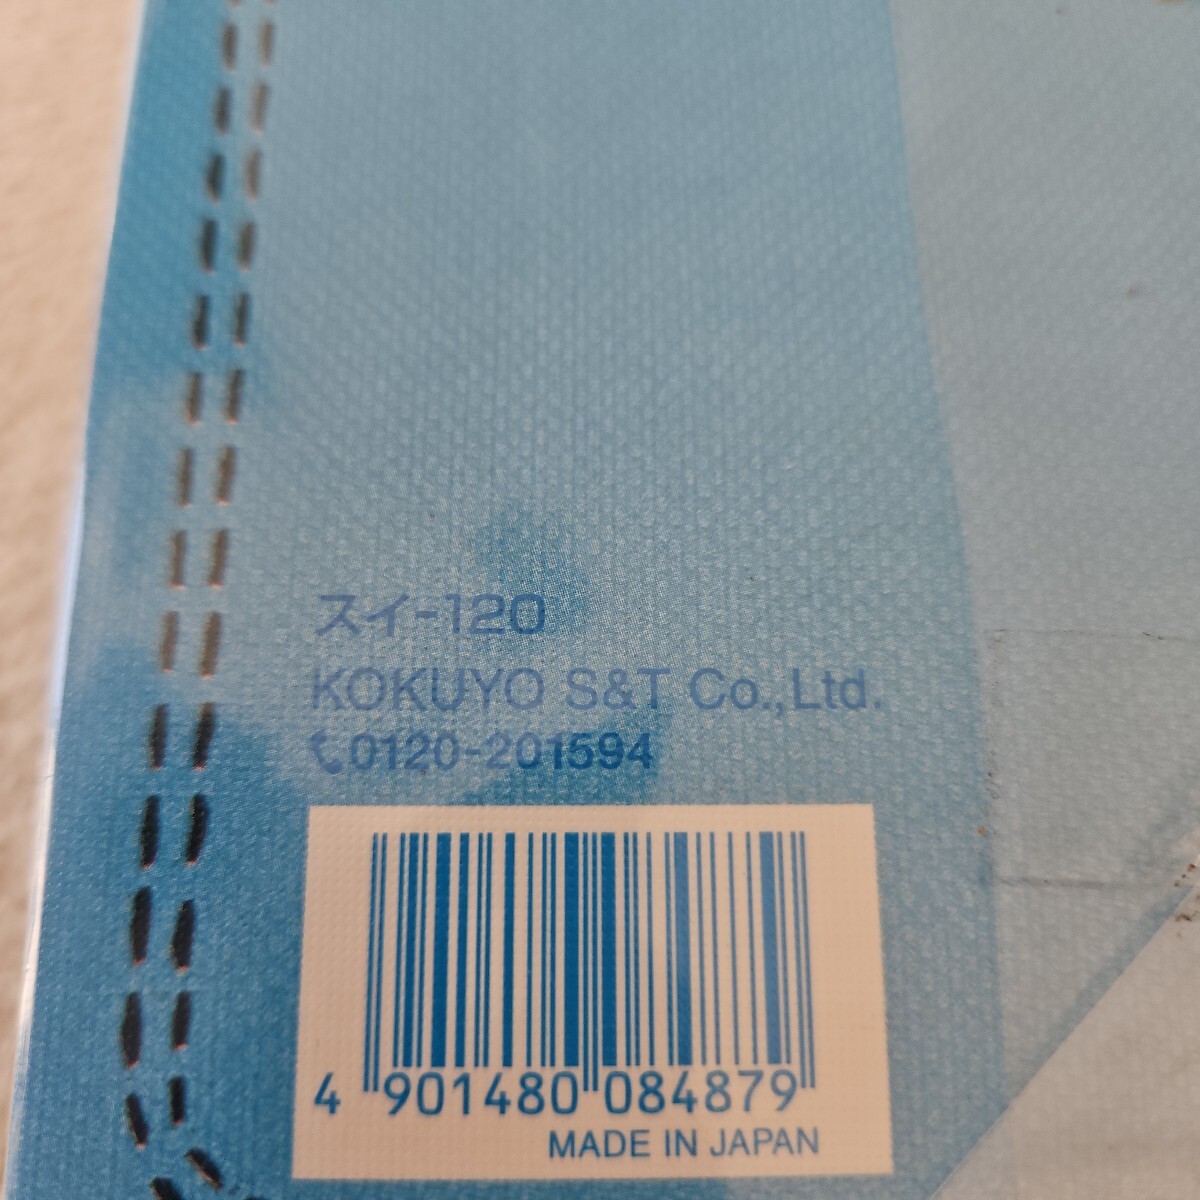 スイ-120
KOKUYO S&T Co.,Ltd.
0120-201594
4 901480 084879
MADE IN JAPAN